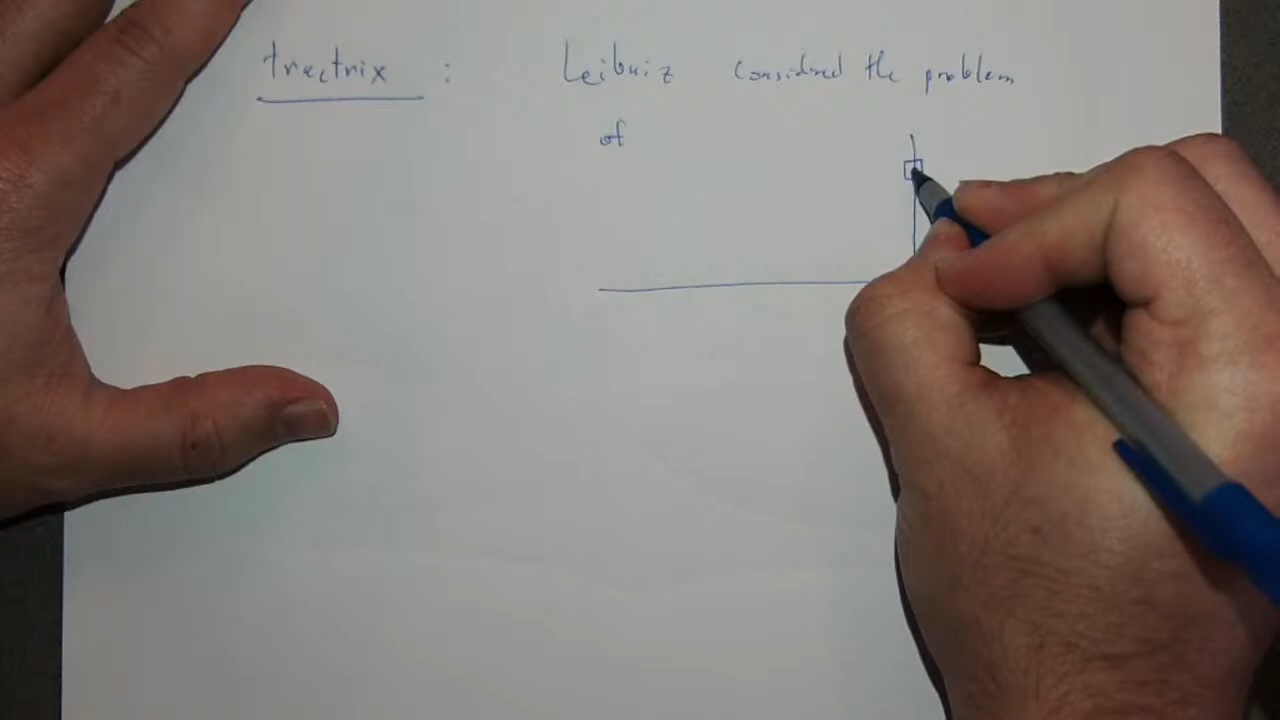 tractrix : Leibniz considered the problem
of